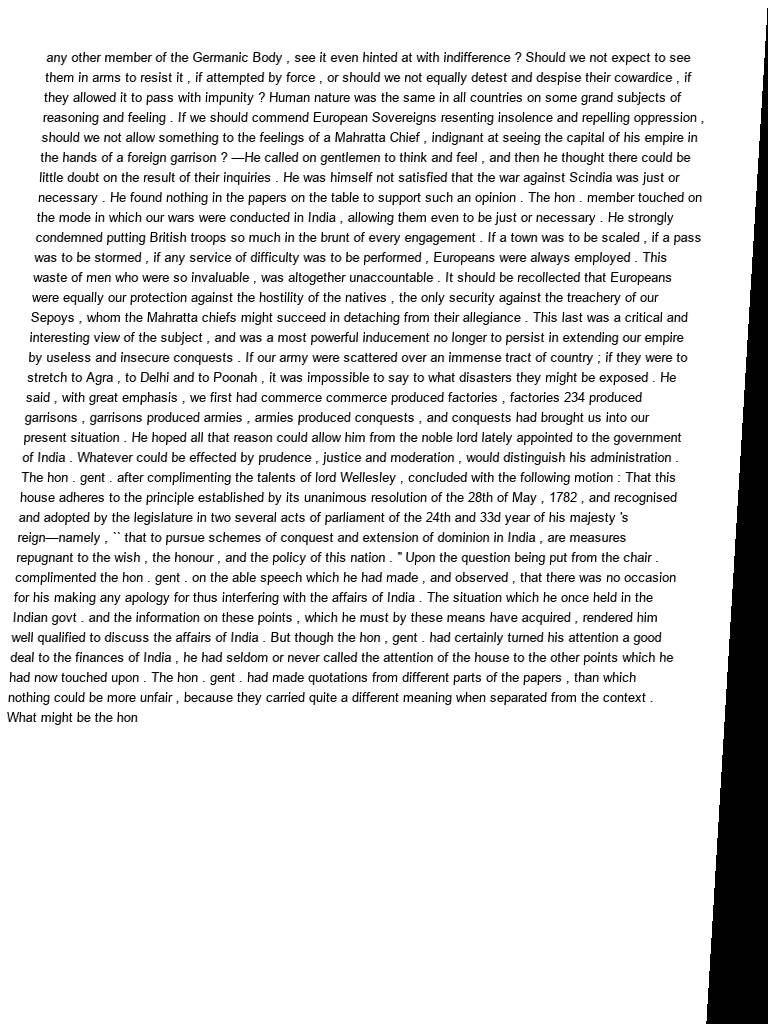 any other member of the Germanic Body , see it even hinted at with indifference ? Should we not expect to see
them in arms to resist it , if attempted by force , or should we not equally detest and despise their cowardice , if
they allowed it to pass with impunity ? Human nature was the same in all countries on some grand subjects of
reasoning and feeling . If we should commend European Sovereigns resenting insolence and repelling oppression ,
should we not allow something to the feelings of a Mahratta Chief , indignant at seeing the capital of his empire in
the hands of a foreign garrison ? —He called on gentlemen to think and feel , and then he thought there could be
little doubt on the result of their inquiries . He was himself not satisfied that the war against Scindia was just or
necessary . He found nothing in the papers on the table to support such an opinion . The hon . member touched on
the mode in which our wars were conducted in India , allowing them even to be just or necessary . He strongly
condemned putting British troops so much in the brunt of every engagement . If a town was to be scaled , if a pass
was to be stormed , if any service of difficulty was to be performed , Europeans were always employed . This
waste of men who were so invaluable , was altogether unaccountable . It should be recollected that Europeans
were equally our protection against the hostility of the natives , the only security against the treachery of our
Sepoys , whom the Mahratta chiefs might succeed in detaching from their allegiance . This last was a critical and
interesting view of the subject , and was a most powerful inducement no longer to persist in extending our empire
by useless and insecure conquests . If our army were scattered over an immense tract of country ; if they were to
stretch to Agra , to Delhi and to Poonah , it was impossible to say to what disasters they might be exposed . He
said , with great emphasis , we first had commerce commerce produced factories , factories 234 produced
garrisons , garrisons produced armies , armies produced conquests , and conquests had brought us into our
present situation . He hoped all that reason could allow him from the noble lord lately appointed to the government
of India . Whatever could be effected by prudence , justice and moderation , would distinguish his administration .
The hon . gent . after complimenting the talents of lord Wellesley , concluded with the following motion : That this
house adheres to the principle established by its unanimous resolution of the 28th of May , 1782 , and recognised
and adopted by the legislature in two several acts of parliament of the 24th and 33d year of his majesty 's
reign—namely , `` that to pursue schemes of conquest and extension of dominion in India , are measures
repugnant to the wish , the honour , and the policy of this nation . " Upon the question being put from the chair .
complimented the hon . gent . on the able speech which he had made , and observed , that there was no occasion
for his making any apology for thus interfering with the affairs of India . The situation which he once held in the
Indian govt . and the information on these points , which he must by these means have acquired , rendered him
well qualified to discuss the affairs of India . But though the hon , gent . had certainly turned his attention a good
deal to the finances of India , he had seldom or never called the attention of the house to the other points which he
had now touched upon . The hon . gent . had made quotations from different parts of the papers , than which
nothing could be more unfair , because they carried quite a different meaning when separated from the context .
What might be the hon